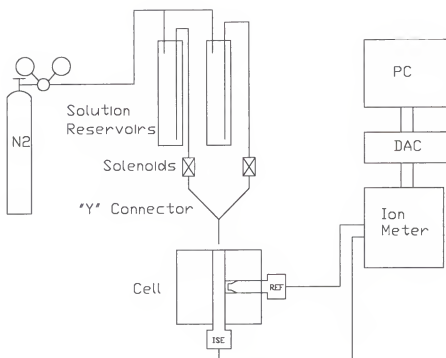 PC
Solution
Reservoirs
N2
DAC
Solenoids
"Y" Connector
Ion
Meter
Cell
REF
ISE